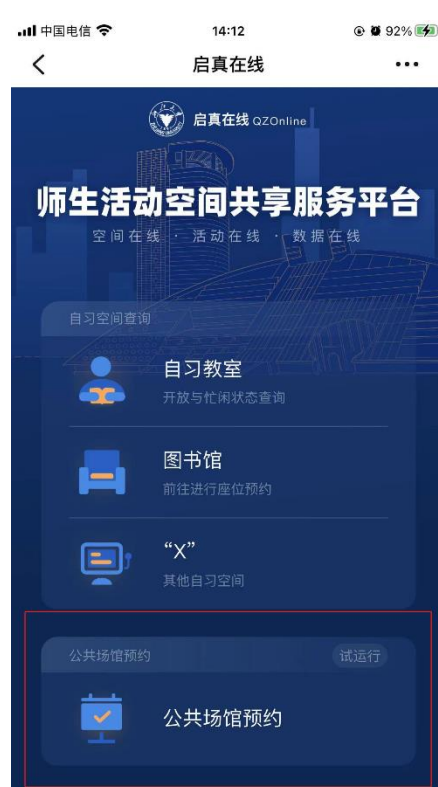 中国电信
14:12
92%
启真在线
启真在线 QZOnline
师生活动空间共享服务平台
空间在线 · 活动在线 · 数据在线
自习空间查询
自习教室
开放与忙闲状态查询
图书馆
前往进行座位预约
“X”
其他自习空间
公共场馆预约
试运行
公共场馆预约